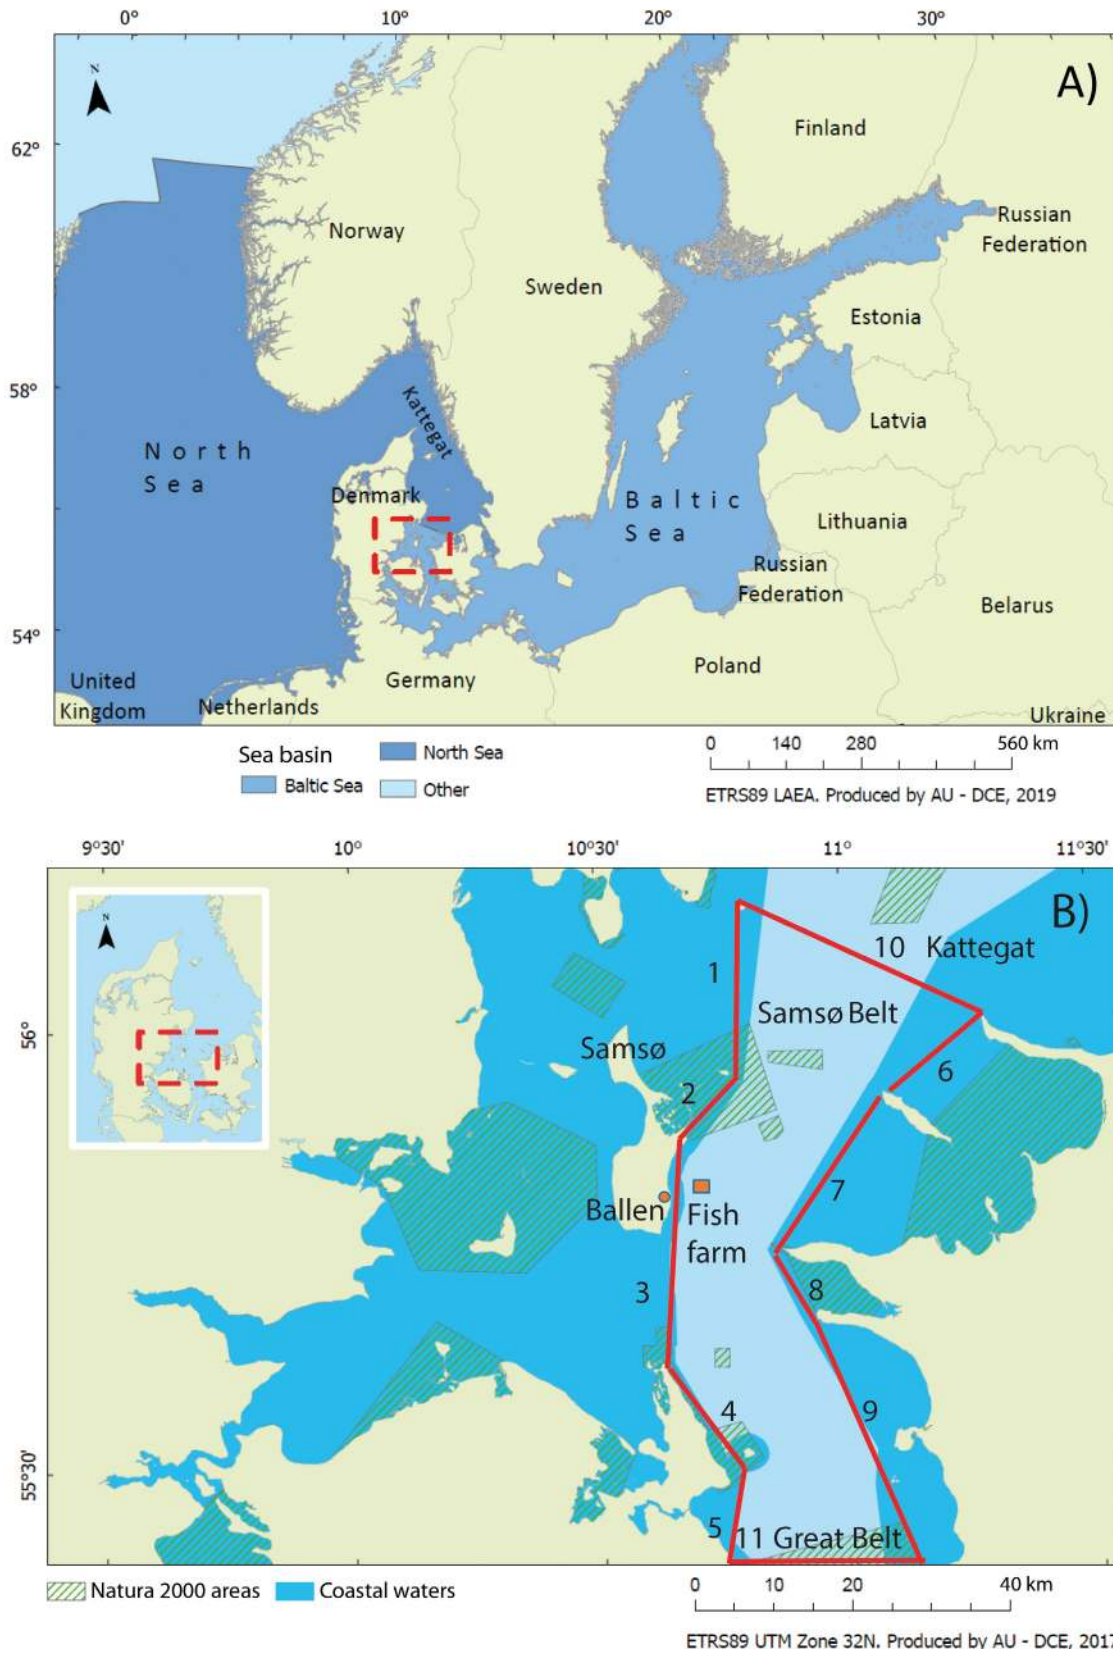 0° 10° 20° 30°
N
A)
62°
Finland
Norway
Russian
Federation
Sweden
Estonia
58°
Kattegat
Latvia
North
Sea
Denmark
Baltic
Sea
Lithuania
Russian
Federation
Belarus
54°
United
Kingdom
Netherlands
Germany
Poland
Ukraine
Sea basin
North Sea
Baltic Sea
Other
0 140 280 560 km
ETRS89 LAEA. Produced by AU - DCE, 2019
9°30' 10° 10°30' 11° 11°30'
N
B)
10 Kattegat
1
Samsø Belt
56°
Samsø
6
2
7
Ballen
Fish
farm
3
8
4
9
55°30'
5
11 Great Belt
Natura 2000 areas
Coastal waters
0 10 20 40 km
ETRS89 UTM Zone 32N. Produced by AU - DCE, 2017